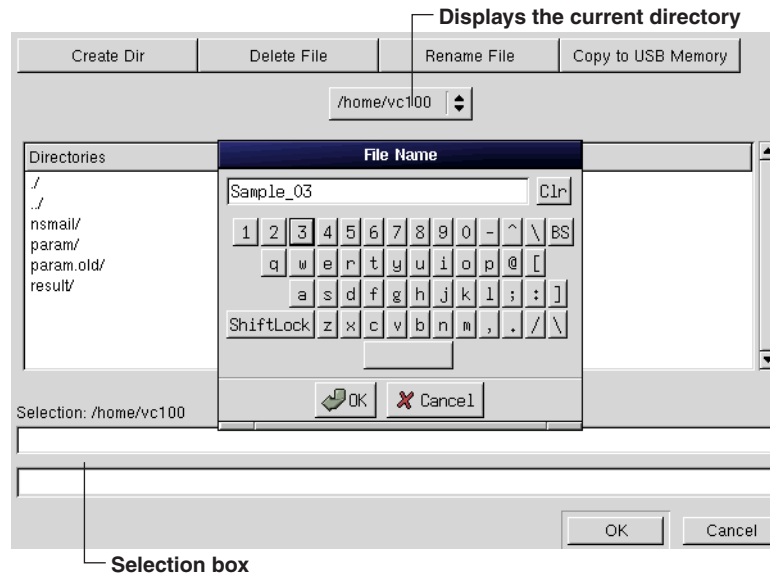 Displays the current directory
Create Dir Delete File Rename File Copy to USB Memory
/home/vc100
Directories
File Name
./
../
nsmail/
param/
param.old/
result/
Sample_03 Clr
1 2 3 4 5 6 7 8 9 0 - ^ \ BS
q w e r t y u i o p @ [
a s d f g h j k l ; : ]
ShiftLock z x c v b n m , . / \
OK Cancel
Selection: /home/vc100
OK Cancel
Selection box